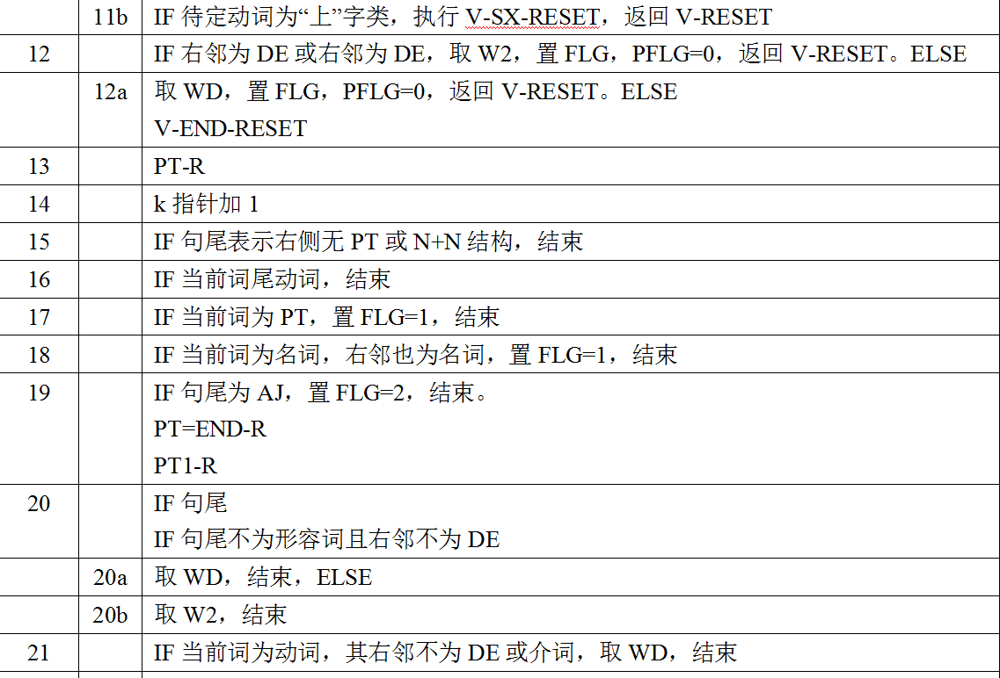 11b IF 待定动词为“上”字类，执行 V-SX-RESET，返回 V-RESET
12 IF 右邻为 DE 或右邻为 DE，取 W2，置 FLG，PFLG=0，返回 V-RESET。ELSE
12a 取 WD，置 FLG，PFLG=0，返回 V-RESET。ELSE
V-END-RESET
13 PT-R
14 k 指针加 1
15 IF 句尾表示右侧无 PT 或 N+N 结构，结束
16 IF 当前词尾动词，结束
17 IF 当前词为 PT，置 FLG=1，结束
18 IF 当前词为名词，右邻也为名词，置 FLG=1，结束
19 IF 句尾为 AJ，置 FLG=2，结束。
PT=END-R
PT1-R
20 IF 句尾
IF 句尾不为形容词且右邻不为 DE
20a 取 WD，结束，ELSE
20b 取 W2，结束
21 IF 当前词为动词，其右邻不为 DE 或介词，取 WD，结束